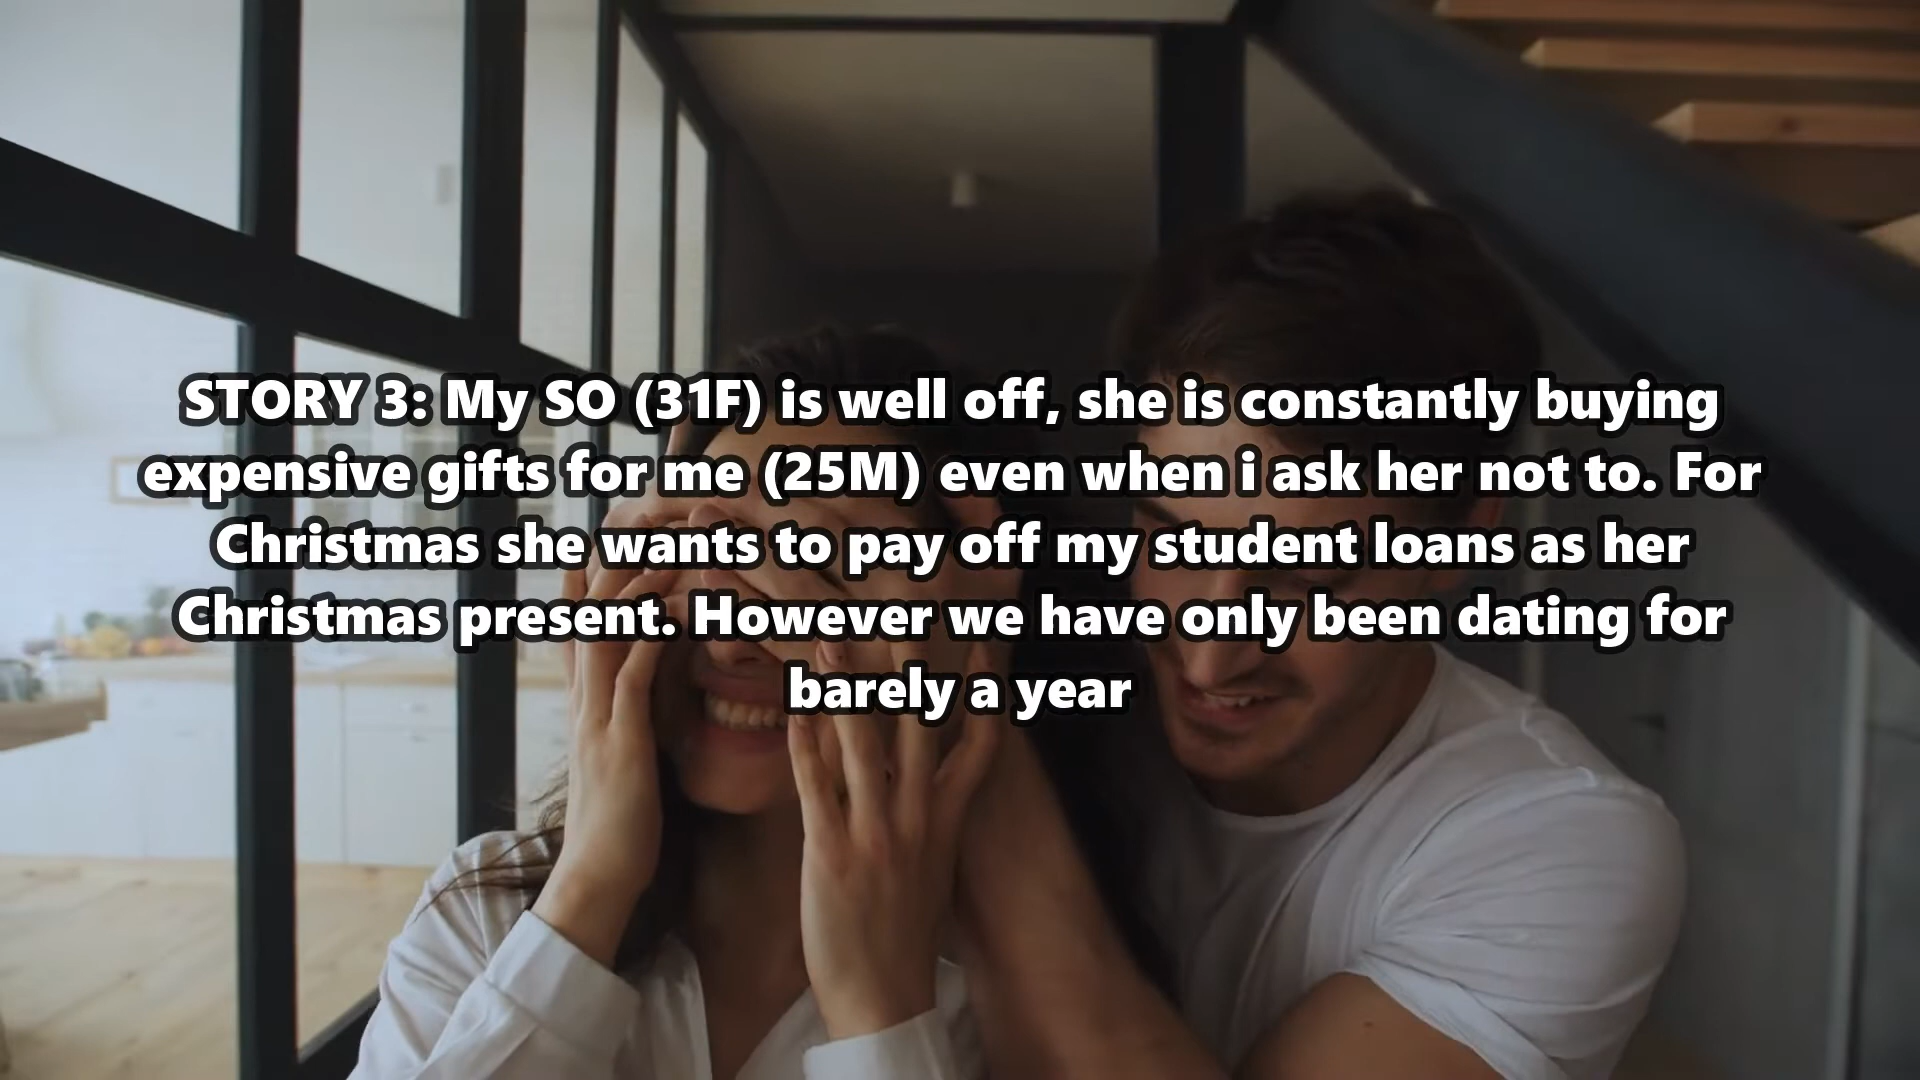 STORY 3: My SO (31F) is well off, she is constantly buying
expensive gifts for me (25M) even when i ask her not to. For
Christmas she wants to pay off my student loans as her
Christmas present. However we have only been dating for
barely a year